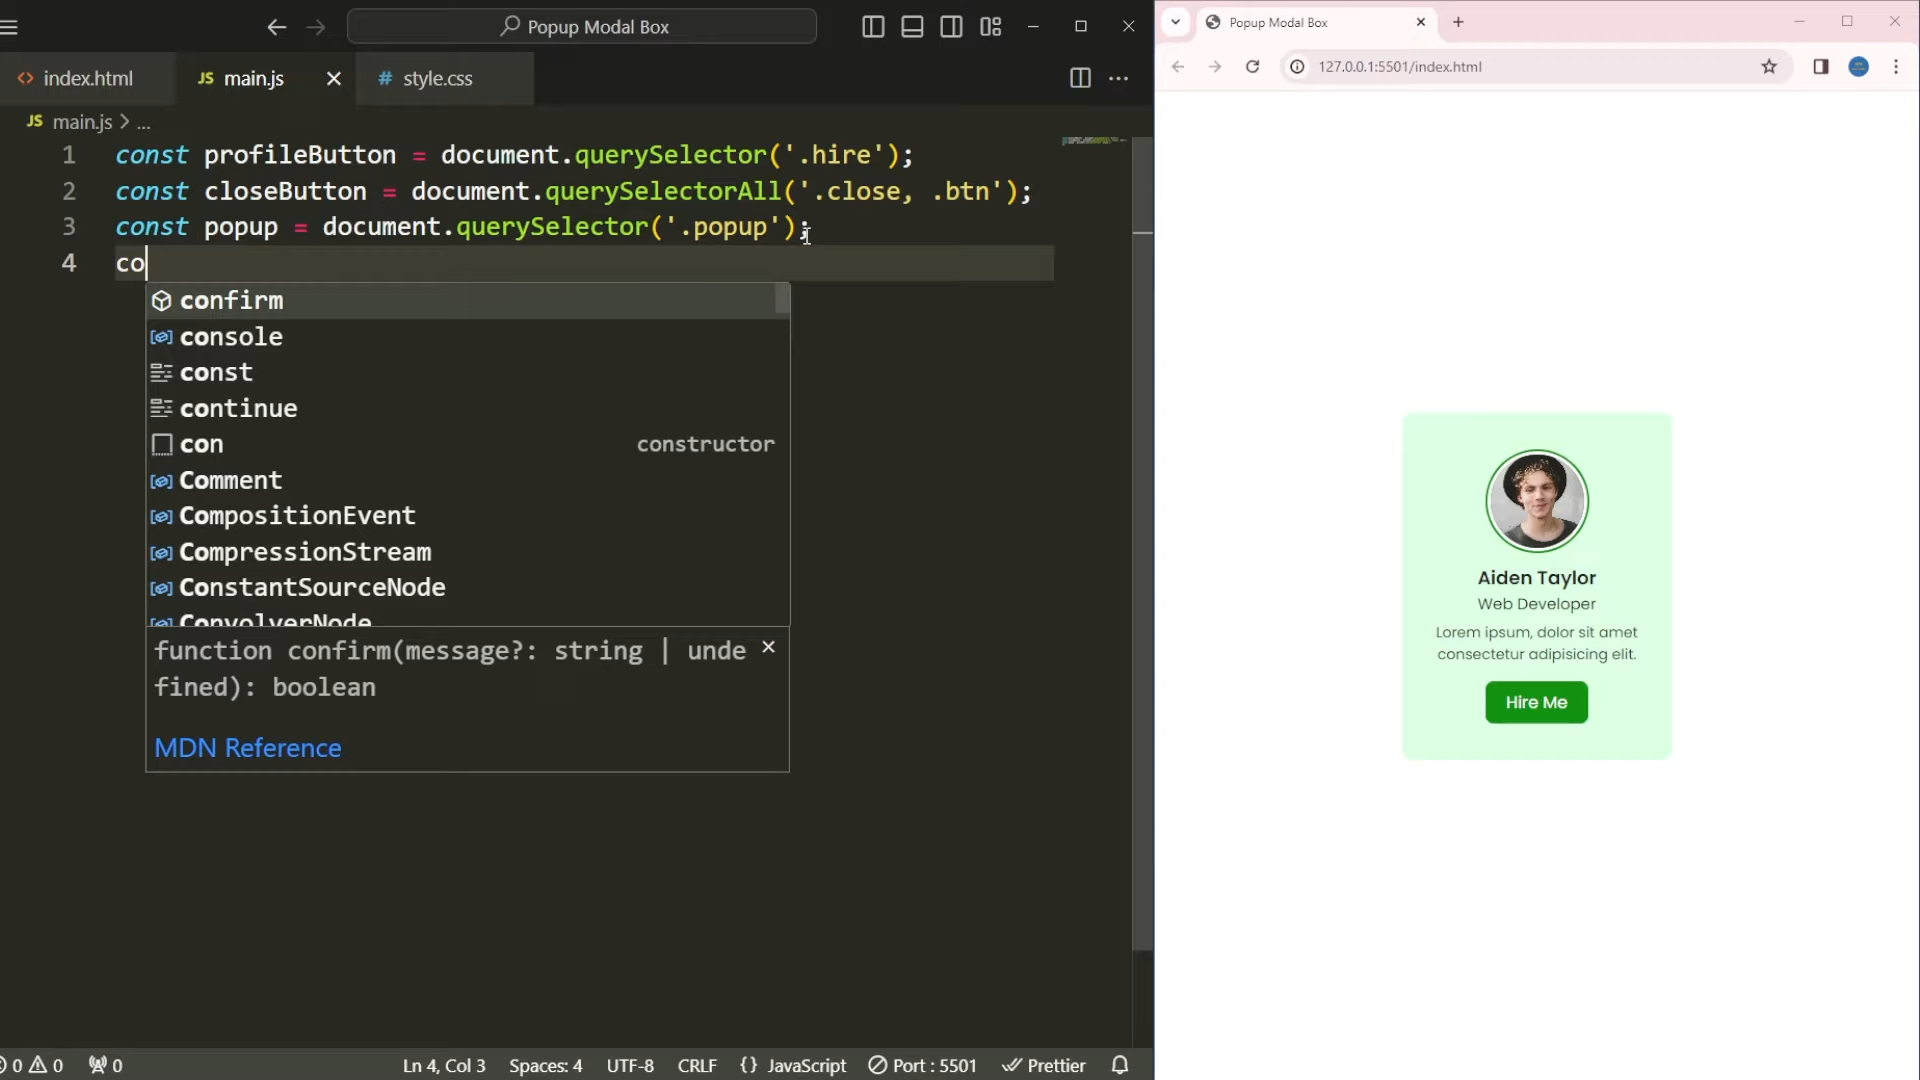 Popup Modal Box
index.html
JS main.js
# style.css
JS main.js > ...
1 const profileButton = document.querySelector('.hire');
2 const closeButton = document.querySelectorAll('.close, .btn');
3 const popup = document.querySelector('.popup');
4 co
confirm
console
const
continue
con constructor
Comment
CompositionEvent
CompressionStream
ConstantSourceNode
ConvolverNode
function confirm(message?: string | unde
fined): boolean
MDN Reference
0 0 0 Ln 4, Col 3 Spaces: 4 UTF-8 CRLF {} JavaScript Port : 5501 Prettier
Popup Modal Box
127.0.0.1:5501/index.html
Aiden Taylor
Web Developer
Lorem ipsum, dolor sit amet
consectetur adipisicing elit.
Hire Me